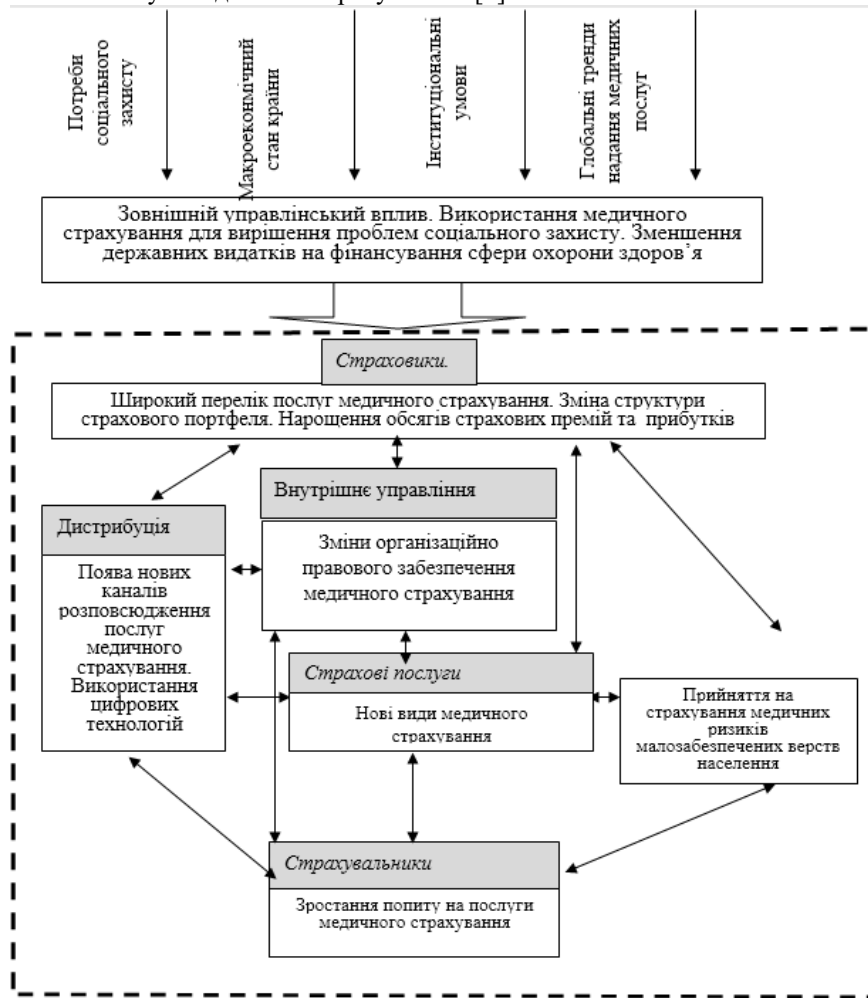 Потреби
соціального
захисту
Макроекономічний
стан країни
Інституціональні
умови
Глобальні тренди
надання медичних
послуг
Зовнішній управлінський вплив. Використання медичного
страхування для вирішення проблем соціального захисту. Зменшення
державних видатків на фінансування сфери охорони здоров’я
Страховики.
Широкий перелік послуг медичного страхування. Зміна структури
страхового портфеля. Нарощення обсягів страхових премій та прибутків
Внутрішнє управління
Зміни організаційно
правового забезпечення
медичного страхування
Дистрибуція
Поява нових
каналів
розповсюдження
послуг
медичного
страхування.
Використання
цифрових
технологій
Страхові послуги
Нові види медичного
страхування
Прийняття на
страхування медичних
ризиків
малозабезпечених верств
населення
Страхувальники
Зростання попиту на послуги
медичного страхування